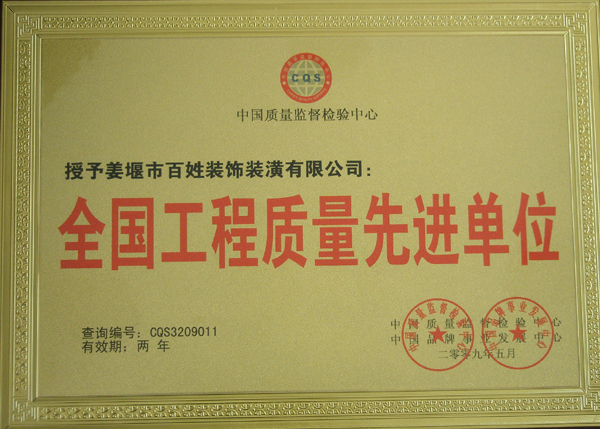 CQS
中国质量监督检验中心
授予姜堰市百姓装饰装潢有限公司：
全国工程质量先进单位
查询编号：CQS3209011
有效期：两 年
中国质量监督检验中心
中国品牌事业发展中心
二零零九年五月